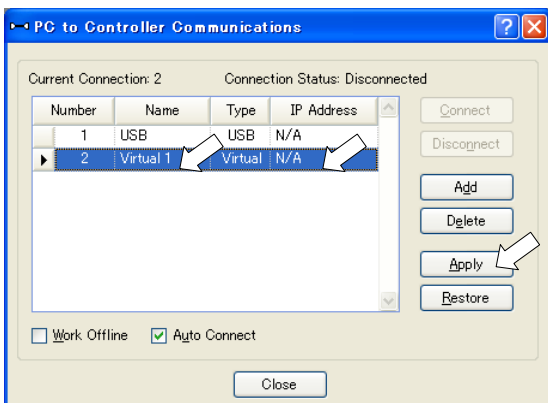 PC to Controller Communications
Current Connection: 2 Connection Status: Disconnected
Number Name Type IP Address
1 USB USB N/A
2 Virtual 1 Virtual N/A
Connect
Disconnect
Add
Delete
Apply
Restore
Work Offline Auto Connect
Close